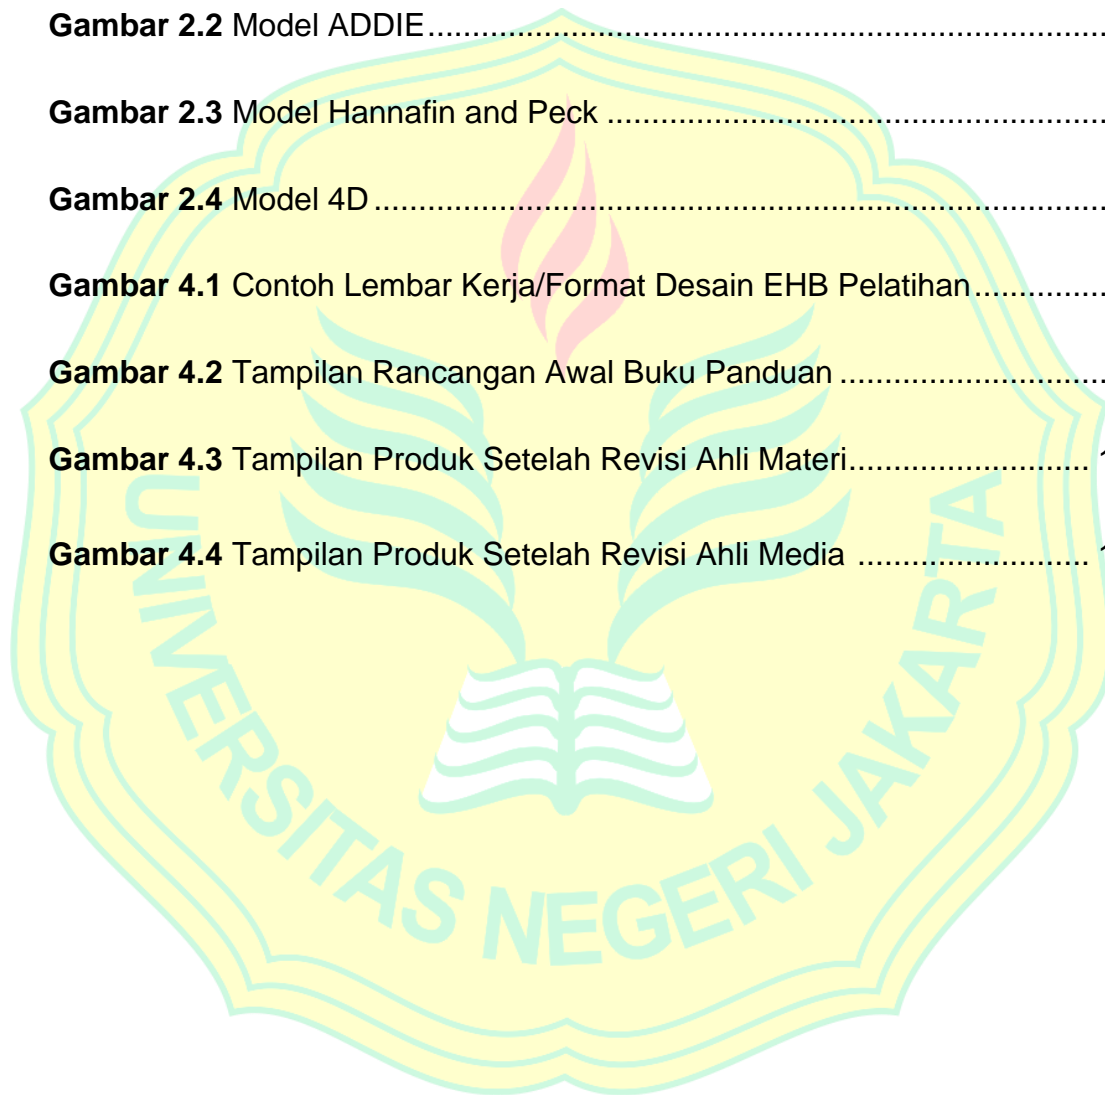 Gambar 2.2 Model ADDIE................................................................................
Gambar 2.3 Model Hannafin and Peck .........................................................
Gambar 2.4 Model 4D...................................................................................
Gambar 4.1 Contoh Lembar Kerja/Format Desain EHB Pelatihan...............
Gambar 4.2 Tampilan Rancangan Awal Buku Panduan ..............................
Gambar 4.3 Tampilan Produk Setelah Revisi Ahli Materi........................... 1
Gambar 4.4 Tampilan Produk Setelah Revisi Ahli Media .......................... 1
UNIVERSITAS NEGERI JAKARTA